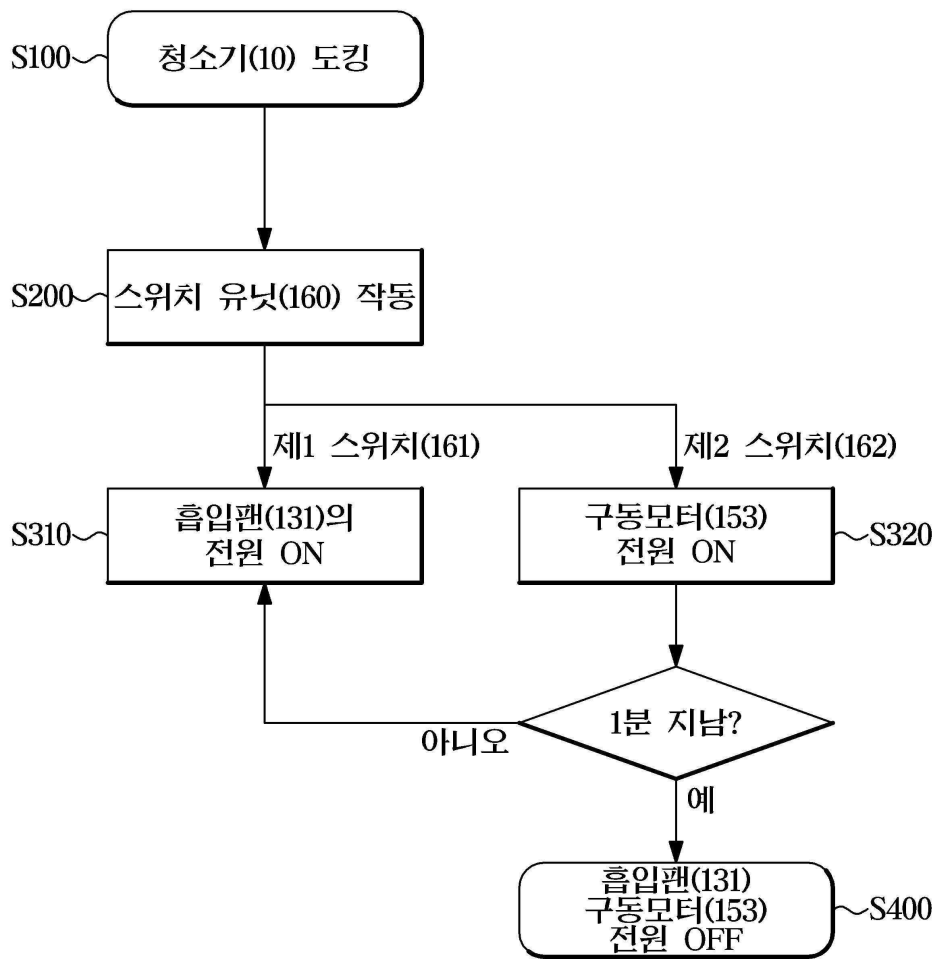 S100
청소기(10) 도킹
S200
스위치 유닛(160) 작동
제1 스위치(161)
제2 스위치(162)
S310
흡입팬(131)의
전원 ON
구동모터(153)
전원 ON
S320
1분 지남?
아니오
예
흡입팬(131)
구동모터(153)
전원 OFF
S400